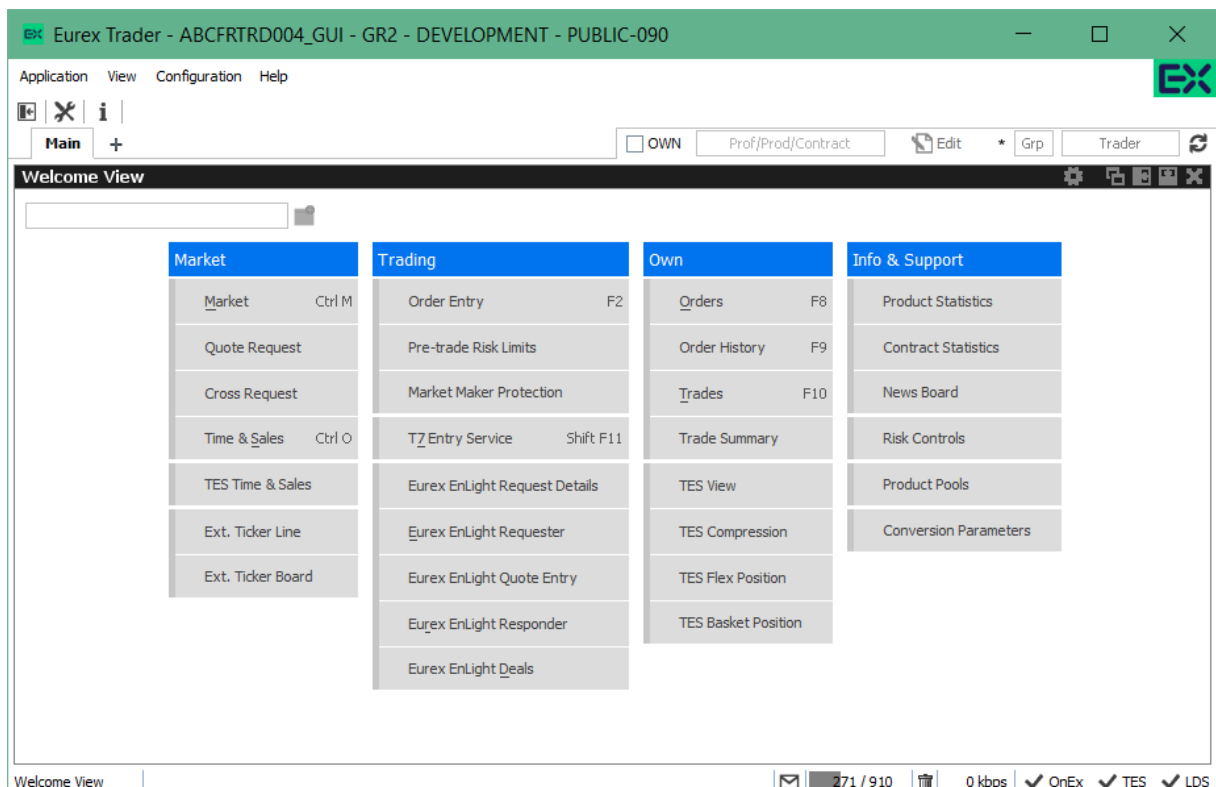 EX Eurex Trader - ABCFRTRD004_GUI - GR2 - DEVELOPMENT - PUBLIC-090
Application View Configuration Help
EX
Main + OWN Prof/Prod/Contract Edit * Grp Trader
Welcome View
Market Trading Own Info & Support
Market Ctrl M Order Entry F2 Orders F8 Product Statistics
Quote Request Pre-trade Risk Limits Order History F9 Contract Statistics
Cross Request Market Maker Protection Trades F10 News Board
Time & Sales Ctrl O T7 Entry Service Shift F11 Trade Summary Risk Controls
TES Time & Sales Eurex EnLight Request Details TES View Product Pools
Ext. Ticker Line Eurex EnLight Requester TES Compression Conversion Parameters
Ext. Ticker Board Eurex EnLight Quote Entry TES Flex Position
Eurex EnLight Responder TES Basket Position
Eurex EnLight Deals
Welcome View 271 / 910 0 kbps OnEx TES LDS